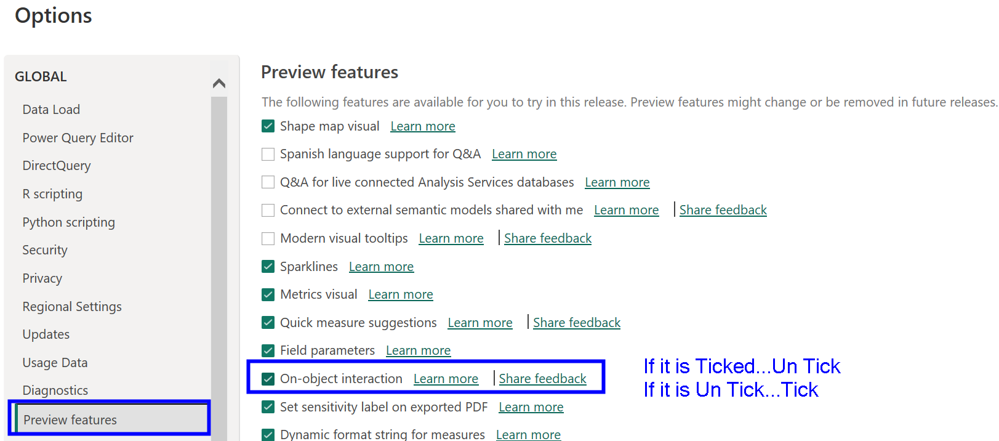 Options
GLOBAL
Data Load
Power Query Editor
DirectQuery
R scripting
Python scripting
Security
Privacy
Regional Settings
Updates
Usage Data
Diagnostics
Preview features
Preview features
The following features are available for you to try in this release. Preview features might change or be removed in future releases.
Shape map visual Learn more
Spanish language support for Q&A Learn more
Q&A for live connected Analysis Services databases Learn more
Connect to external semantic models shared with me Learn more | Share feedback
Modern visual tooltips Learn more | Share feedback
Sparklines Learn more
Metrics visual Learn more
Quick measure suggestions Learn more | Share feedback
Field parameters Learn more
On-object interaction Learn more | Share feedback
Set sensitivity label on exported PDF Learn more
Dynamic format string for measures Learn more
If it is Ticked...Un Tick
If it is Un Tick...Tick